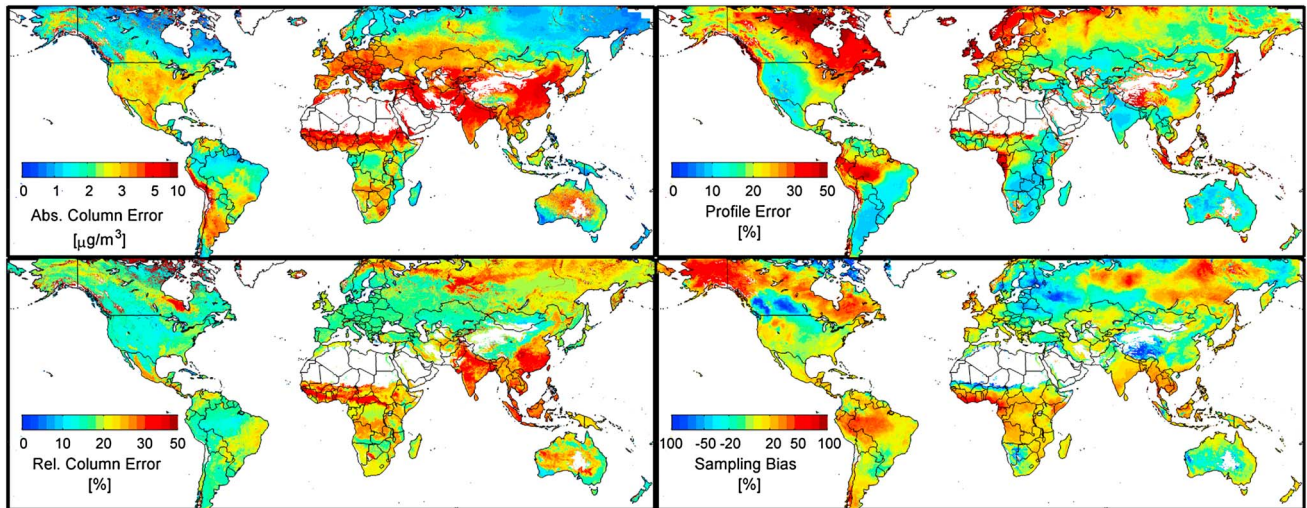 0 1 2 3 5 10
Abs. Column Error
[μg/m³]
0 10 20 30 50
Profile Error
[%]
0 10 20 30 50
Rel. Column Error
[%]
100 -50 -20 20 50 100
Sampling Bias
[%]